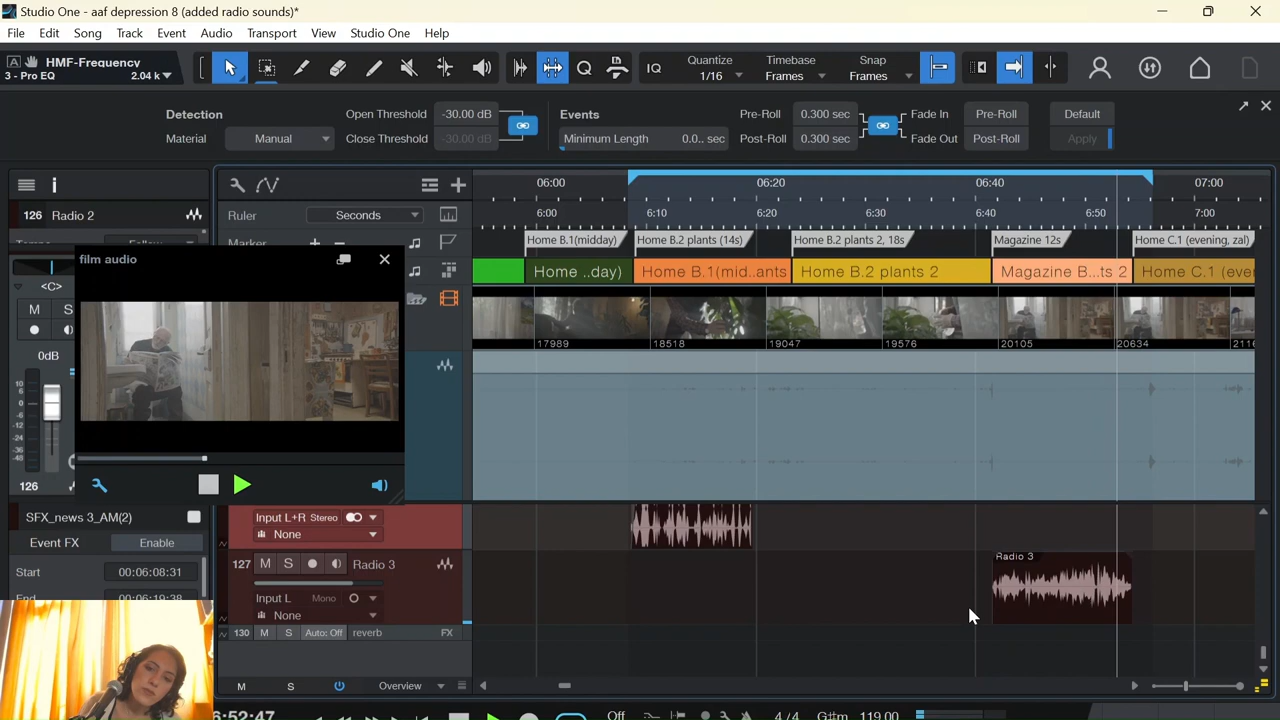 Studio One - aaf depression 8 (added radio sounds)*
File Edit Song Track Event Transport View Studio One Help
A HMF-Frequency
3 - Pro EQ 2.04 k
IQ
Quantize
1/16
Timebase
Frames
Snap
Frames
Detection
Material Manual
Open Threshold -30.00 dB
Close Threshold -30.00 dB
Events
Minimum Length 0.0.. sec
Pre-Roll 0.300 sec
Post-Roll 0.300 sec
Fade In Pre-Roll
Fade Out Post-Roll
Default
Apply
i
126 Radio 2
<C>
M S
0dB
10
6
0
-6
-12
-24
-36
-48
126
film audio
SFX_news 3_AM(2)
Event FX Enable
Start 00:06:08:31
End 00:06:19:38
Ruler Seconds
Marker + −
06:00 06:20 06:40 07:00
6:00 6:10 6:20 6:30 6:40 6:50 7:00
Home B.1(midday) Home B.2 plants (14s) Home B.2 plants 2, 18s Magazine 12s Home C.1 (evening, zal)
Home ..day) Home B.1(mid..ants Home B.2 plants 2 Magazine B...ts 2 Home C.1 (eve
17989 18518 19047 19576 20105 20634 211
Input L+R Stereo
None
127 M S Radio 3
Input L Mono
None
130 M S Auto: Off reverb FX
Radio 3
M S Overview
6:52:47 Off 4/4 G#m 119.00